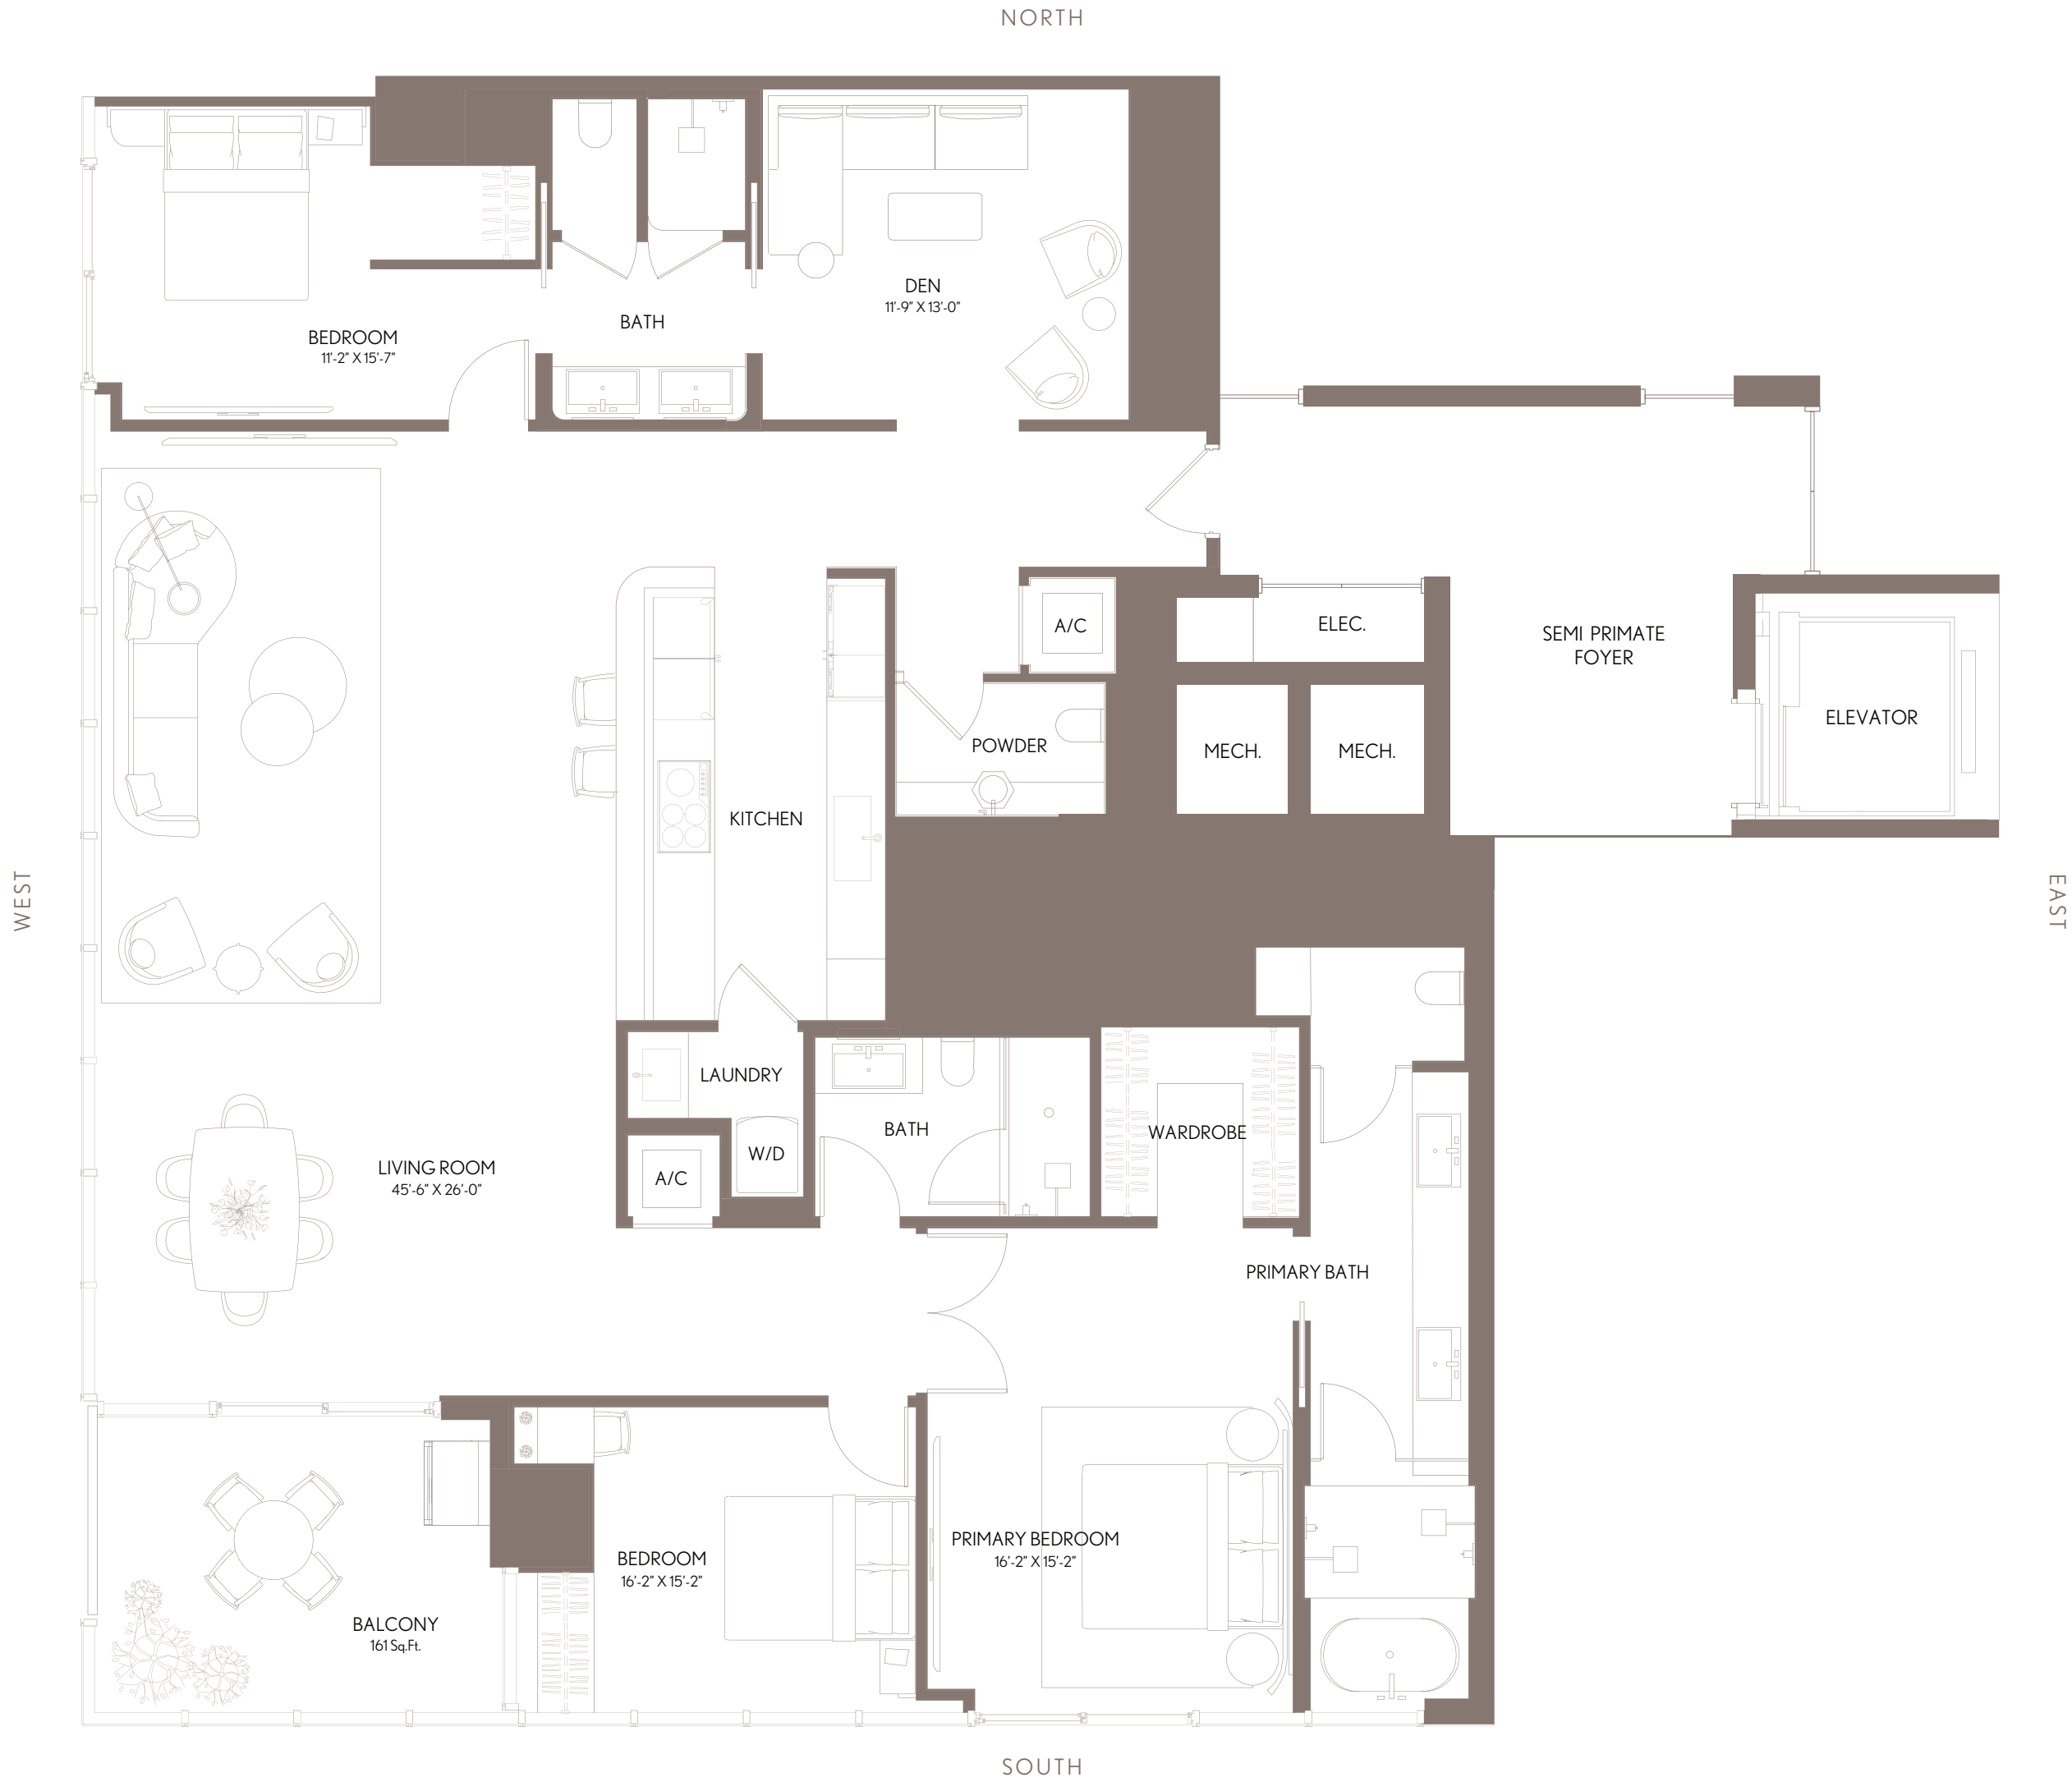 NORTH
DEN
11'-9" X 13'-0"
BATH
BEDROOM
11'-2" X 15'-7"
A/C
ELEC.
SEMI PRIMATE
FOYER
ELEVATOR
POWDER
MECH.
MECH.
KITCHEN
WEST
EAST
LAUNDRY
BATH
WARDROBE
W/D
LIVING ROOM
45'-6" X 26'-0"
A/C
PRIMARY BATH
PRIMARY BEDROOM
16'-2" X 15'-2"
BEDROOM
16'-2" X 15'-2"
BALCONY
161 Sq.Ft.
SOUTH